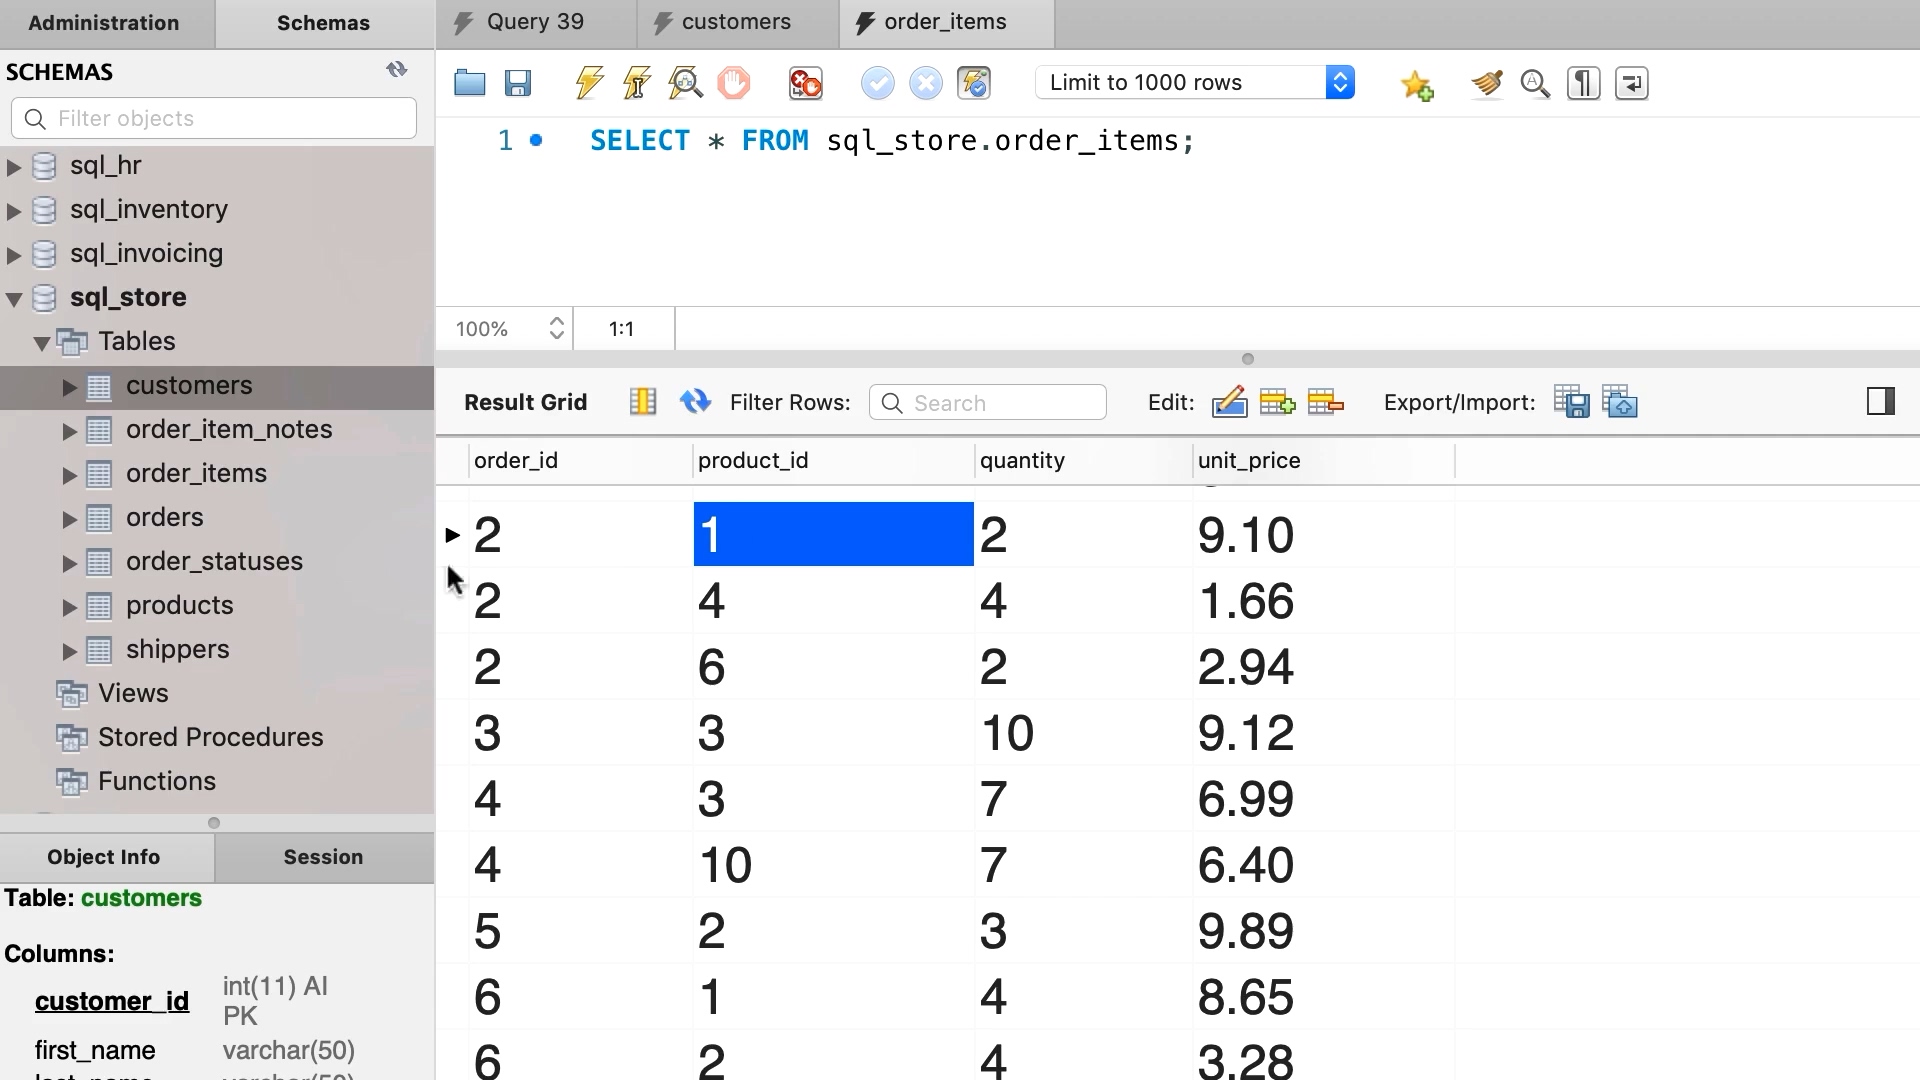 Administration
Schemas
SCHEMAS
Filter objects
sql_hr
sql_inventory
sql_invoicing
sql_store
Tables
customers
order_item_notes
order_items
orders
order_statuses
products
shippers
Views
Stored Procedures
Functions
Object Info
Session
Table: customers
Columns:
customer_id int(11) AI PK
first_name varchar(50)
Query 39
customers
order_items
Limit to 1000 rows
1 SELECT * FROM sql_store.order_items;
100% 1:1
Result Grid Filter Rows: Search Edit: Export/Import:
order_id product_id quantity unit_price
2 1 2 9.10
2 4 4 1.66
2 6 2 2.94
3 3 10 9.12
4 3 7 6.99
4 10 7 6.40
5 2 3 9.89
6 1 4 8.65
6 2 4 3.28